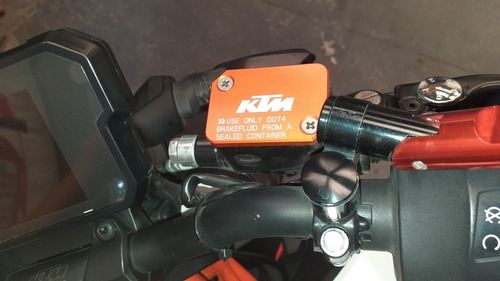 KTM
>>USE ONLY DOT4
BRAKEFLUID FROM A
SEALED CONTAINER